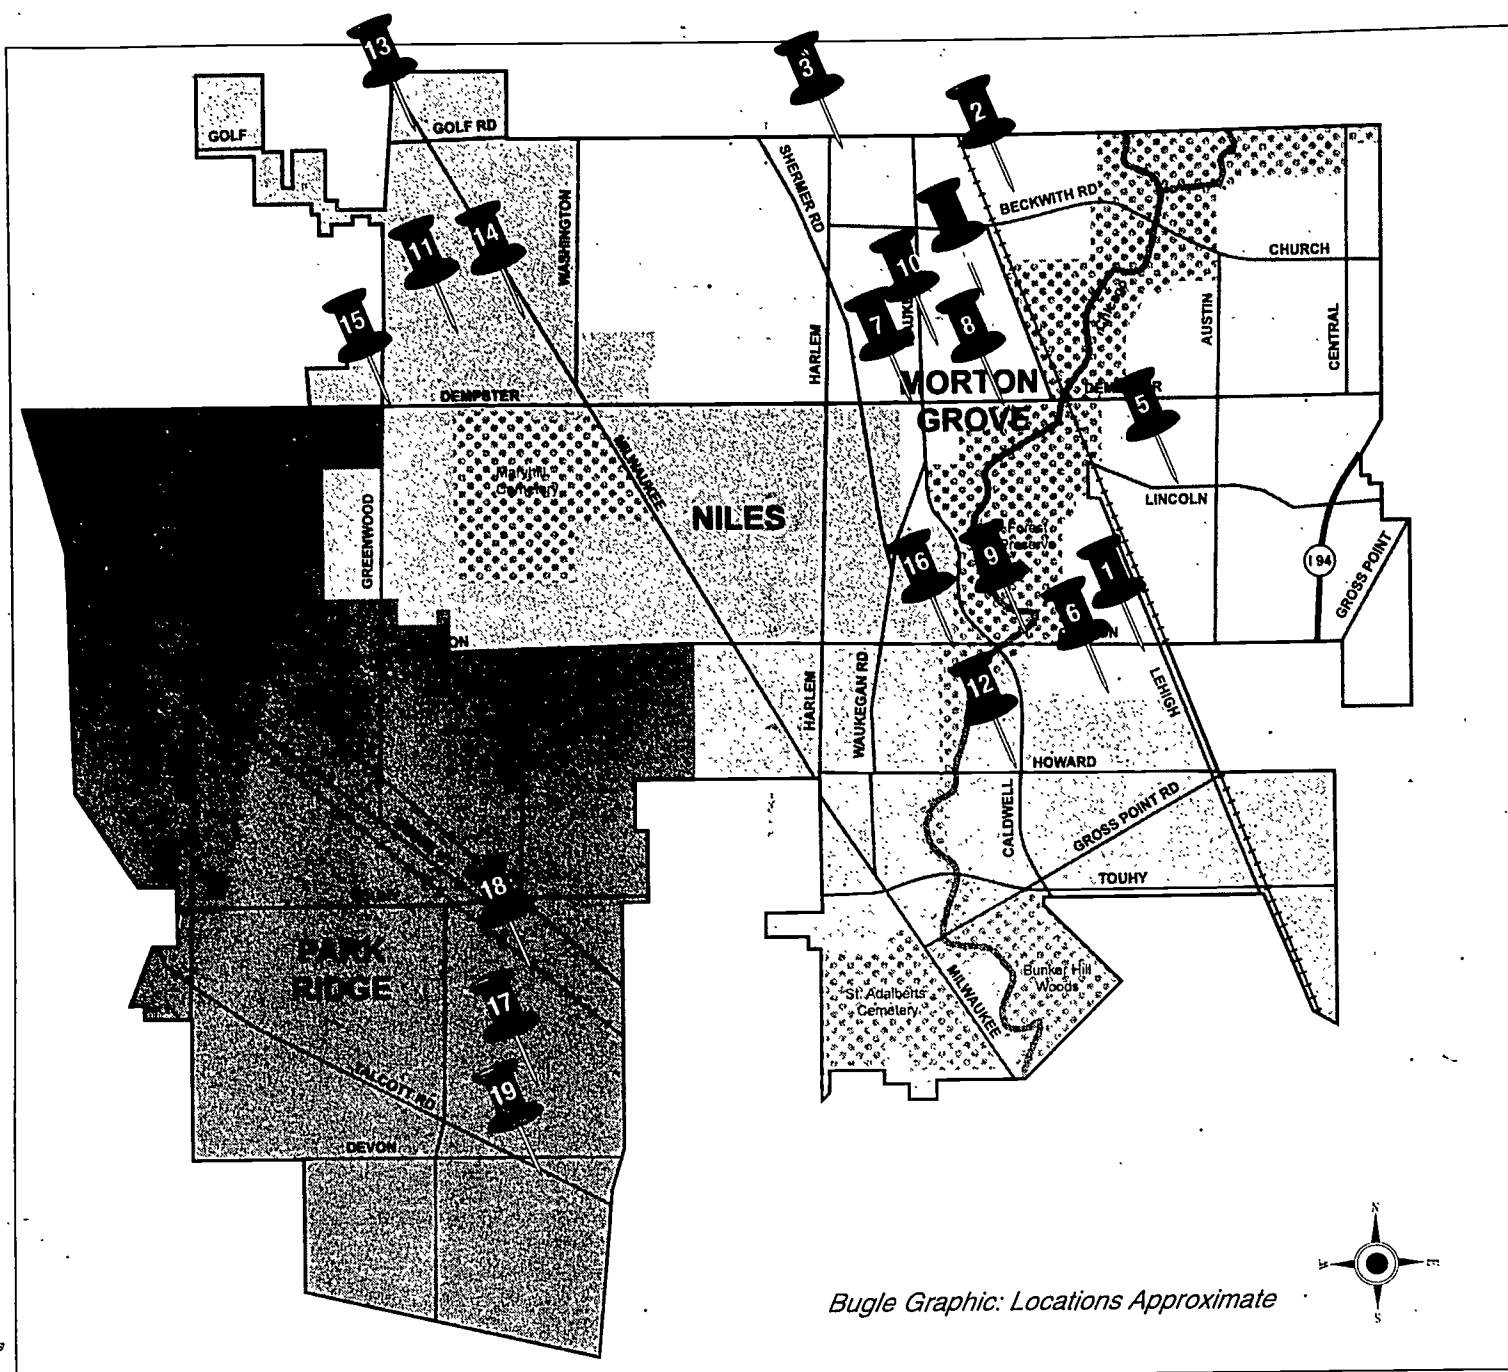 13
3
2
GOLF
GOLF RD
SHERMER RD
BECKWITH RD
WASHINGTON
11
14
10
CHURCH
15
7
8
HARLEM
AUSTIN
CENTRAL
MORTON
GROVE
DEMPSTER
5
MILWAUKEE
Maryhill
Cemetery
NILES
LINCOLN
GREENWOOD
Forest
16
9
1
6
I 94
GROSS POINT
12
HARLEM
WAUKEGAN RD
LEHIGH
HOWARD
CALDWELL
GROSS POINT RD
TOUHY
18
PARK
RIDGE
17
Bunker Hill
Woods
St. Adalberts
Cemetery
MILWAUKEE
TALCOTT RD
19
DEVON
N
W
E
S
Bugle Graphic: Locations Approximate